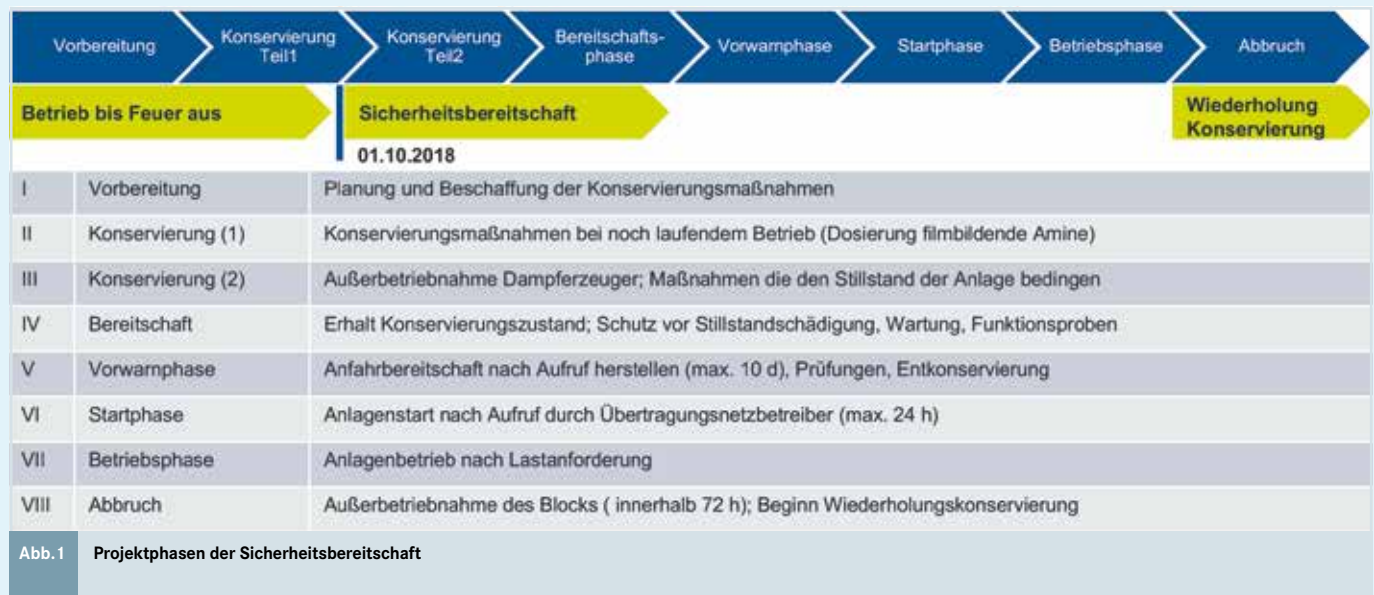 Vorbereitung
Konservierung
Teil1
Konservierung
Teil2
Bereitschafts-
phase
Vorwarnphase
Startphase
Betriebsphase
Abbruch
Betrieb bis Feuer aus
Sicherheitsbereitschaft
Wiederholung
Konservierung
01.10.2018
I Vorbereitung Planung und Beschaffung der Konservierungsmaßnahmen
II Konservierung (1) Konservierungsmaßnahmen bei noch laufendem Betrieb (Dosierung filmbildende Amine)
III Konservierung (2) Außerbetriebnahme Dampferzeuger; Maßnahmen die den Stillstand der Anlage bedingen
IV Bereitschaft Erhalt Konservierungszustand; Schutz vor Stillstandschädigung, Wartung, Funktionsproben
V Vorwarnphase Anfahrbereitschaft nach Aufruf herstellen (max. 10 d), Prüfungen, Entkonservierung
VI Startphase Anlagenstart nach Aufruf durch Übertragungsnetzbetreiber (max. 24 h)
VII Betriebsphase Anlagenbetrieb nach Lastanforderung
VIII Abbruch Außerbetriebnahme des Blocks ( innerhalb 72 h); Beginn Wiederholungskonservierung
Abb.1 Projektphasen der Sicherheitsbereitschaft